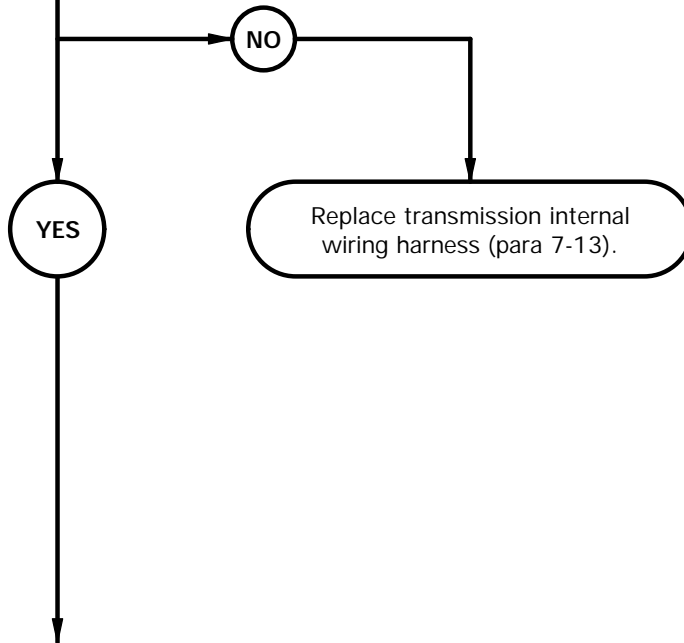 NO
YES
Replace transmission internal
wiring harness (para 7-13).